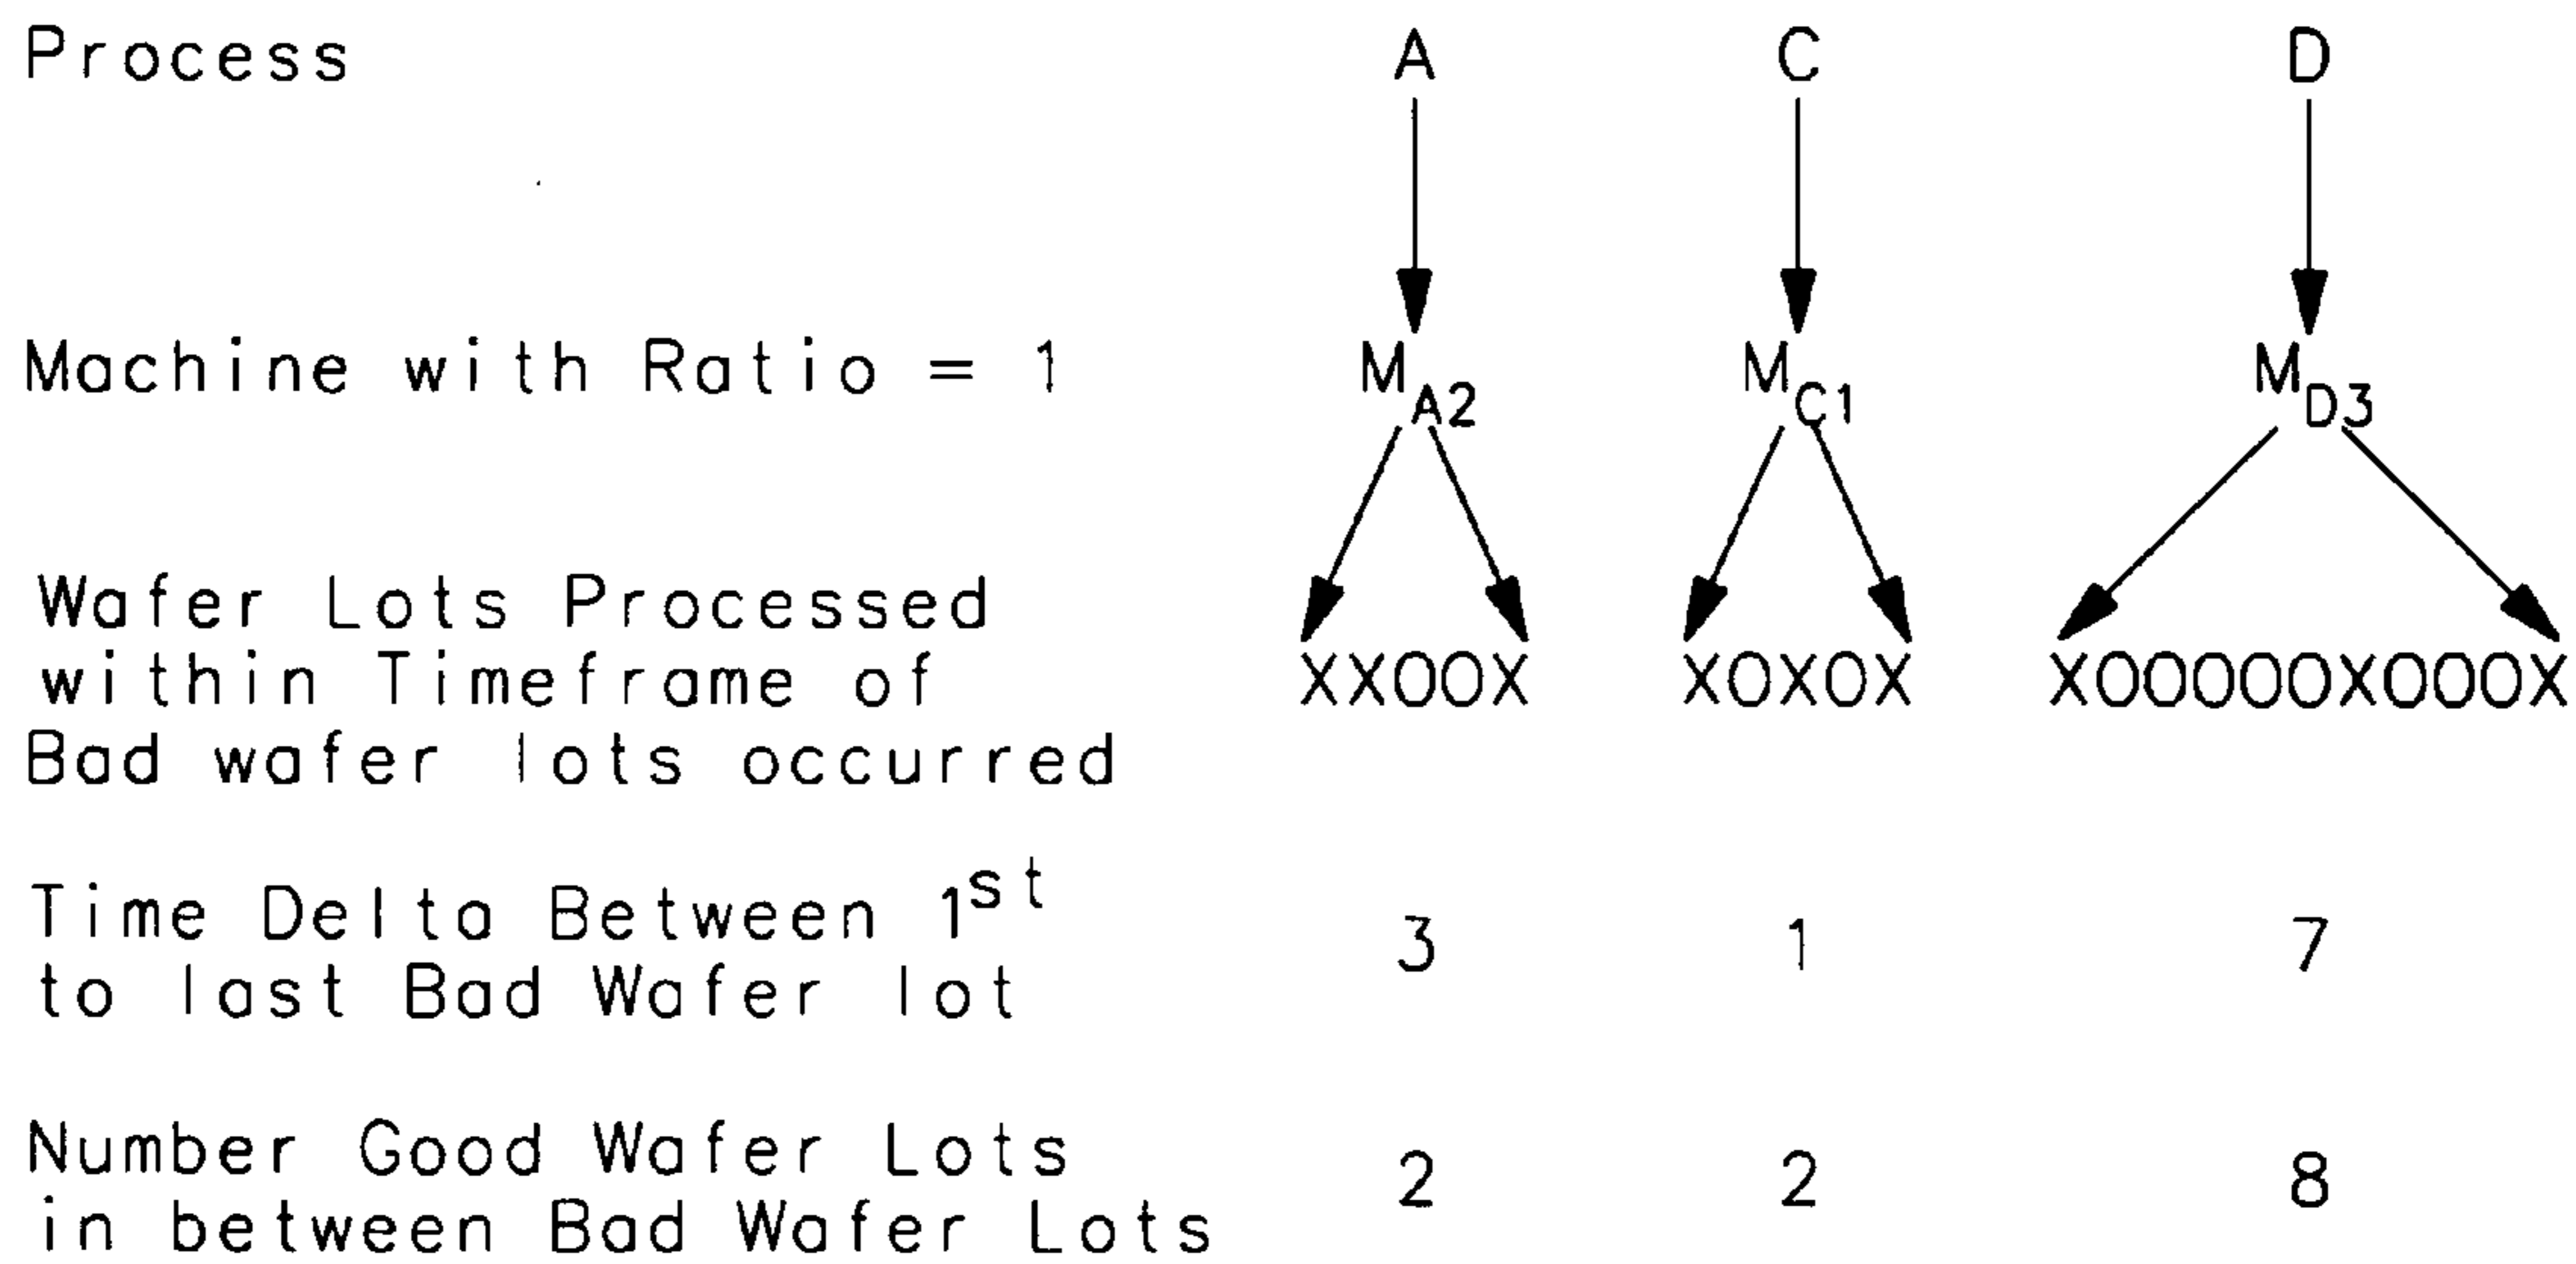 Process A C D
Machine with Ratio = 1 M_A2 M_C1 M_D3
Wafer Lots Processed
within Timeframe of XXOOX XOXOX XOOOOOXOOOX
Bad wafer lots occurred
Time Delta Between 1st 3 1 7
to last Bad Wafer lot
Number Good Wafer Lots 2 2 8
in between Bad Wafer Lots